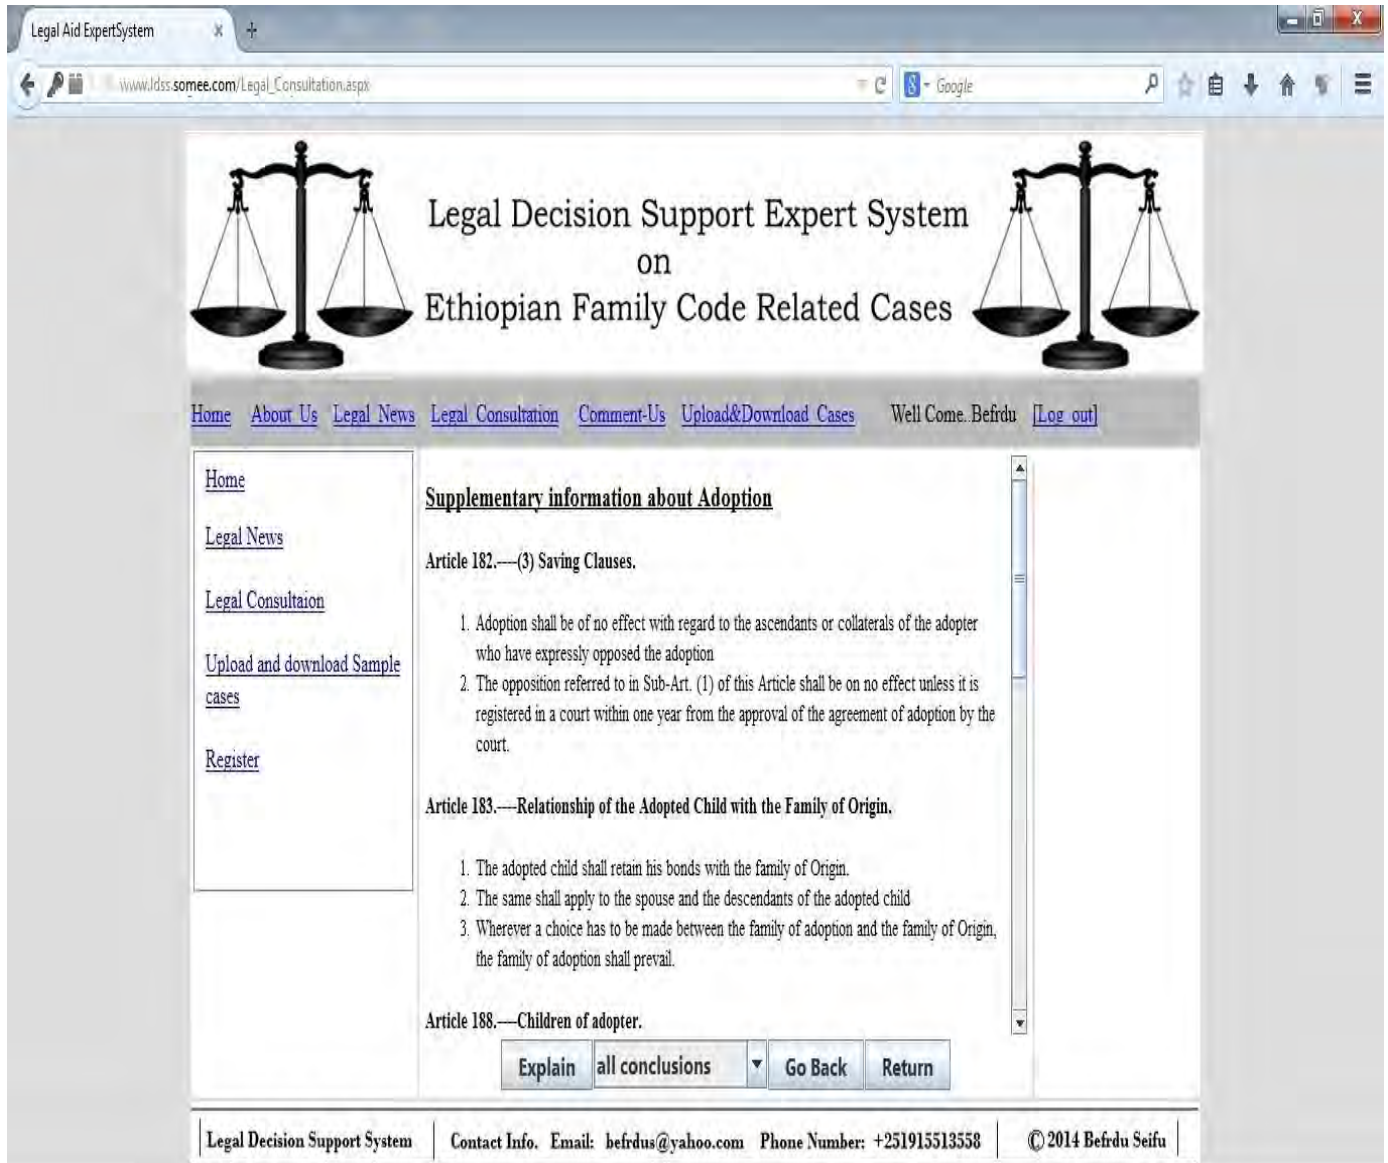 Legal Aid ExpertSystem
www.ldss.somee.com/Legal_Consultation.aspx
Google
Legal Decision Support Expert System
on
Ethiopian Family Code Related Cases
Home About Us Legal News Legal Consultation Comment-Us Upload&Download Cases Well Come..Befrdu [Log out]
Home
Legal News
Legal Consultaion
Upload and download Sample
cases
Register
Supplementary information about Adoption
Article 182.----(3) Saving Clauses.
1. Adoption shall be of no effect with regard to the ascendants or collaterals of the adopter
who have expressly opposed the adoption
2. The opposition referred to in Sub-Art. (1) of this Article shall be on no effect unless it is
registered in a court within one year from the approval of the agreement of adoption by the
court.
Article 183.----Relationship of the Adopted Child with the Family of Origin.
1. The adopted child shall retain his bonds with the family of Origin.
2. The same shall apply to the spouse and the descendants of the adopted child
3. Wherever a choice has to be made between the family of adoption and the family of Origin,
the family of adoption shall prevail.
Article 188.----Children of adopter.
Explain all conclusions Go Back Return
Legal Decision Support System Contact Info. Email: befrdus@yahoo.com Phone Number: +251915513558 © 2014 Befrdu Seifu